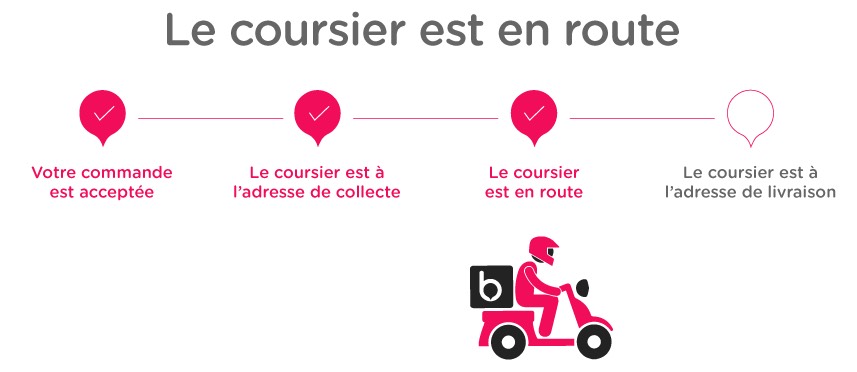 Le coursier est en route
Votre commande
est acceptée
Le coursier est à
l'adresse de collecte
Le coursier
est en route
Le coursier est à
l'adresse de livraison
b